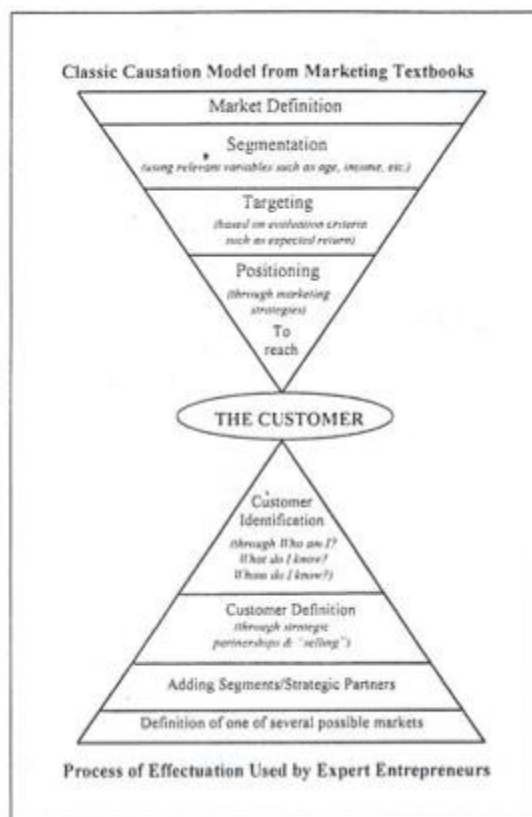 Classic Causation Model from Marketing Textbooks
Market Definition
Segmentation
(using relevant variables such as age, income, etc.)
Targeting
(based on evaluation criteria
such as expected return)
Positioning
(through marketing
strategies)
To
reach
THE CUSTOMER
Customer
Identification
(through Who am I?
What do I know?
Whom do I know?)
Customer Definition
(through strategic
partnerships & "selling")
Adding Segments/Strategic Partners
Definition of one of several possible markets
Process of Effectuation Used by Expert Entrepreneurs